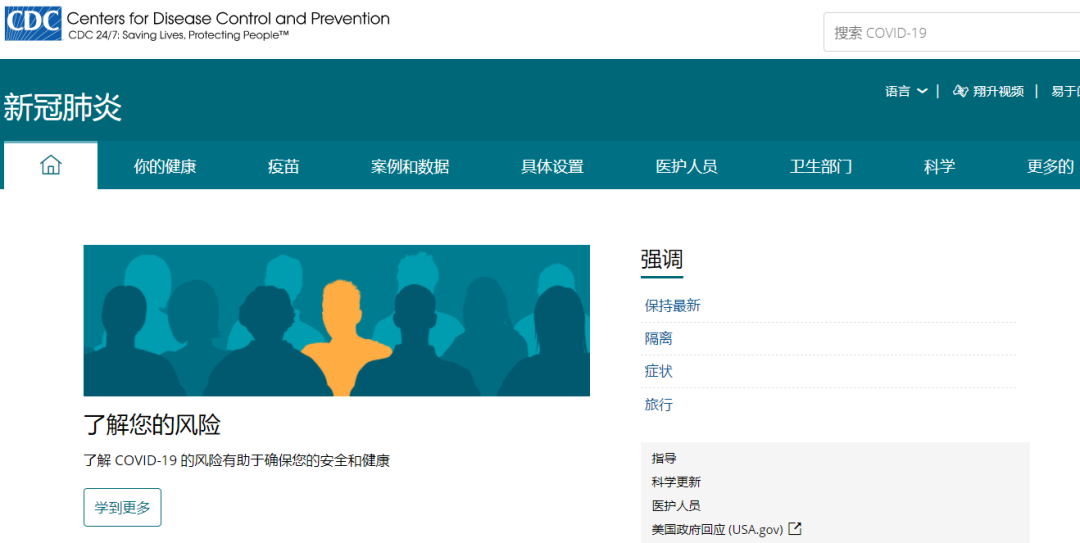 CDC Centers for Disease Control and Prevention
CDC 24/7: Saving Lives, Protecting People™
搜索 COVID-19
语言 | 翔升视频 | 易于
新冠肺炎
你的健康 疫苗 案例和数据 具体设置 医护人员 卫生部门 科学 更多的
强调
保持最新
隔离
症状
旅行
了解您的风险
了解 COVID-19 的风险有助于确保您的安全和健康
学到更多
指导
科学更新
医护人员
美国政府回应 (USA.gov)